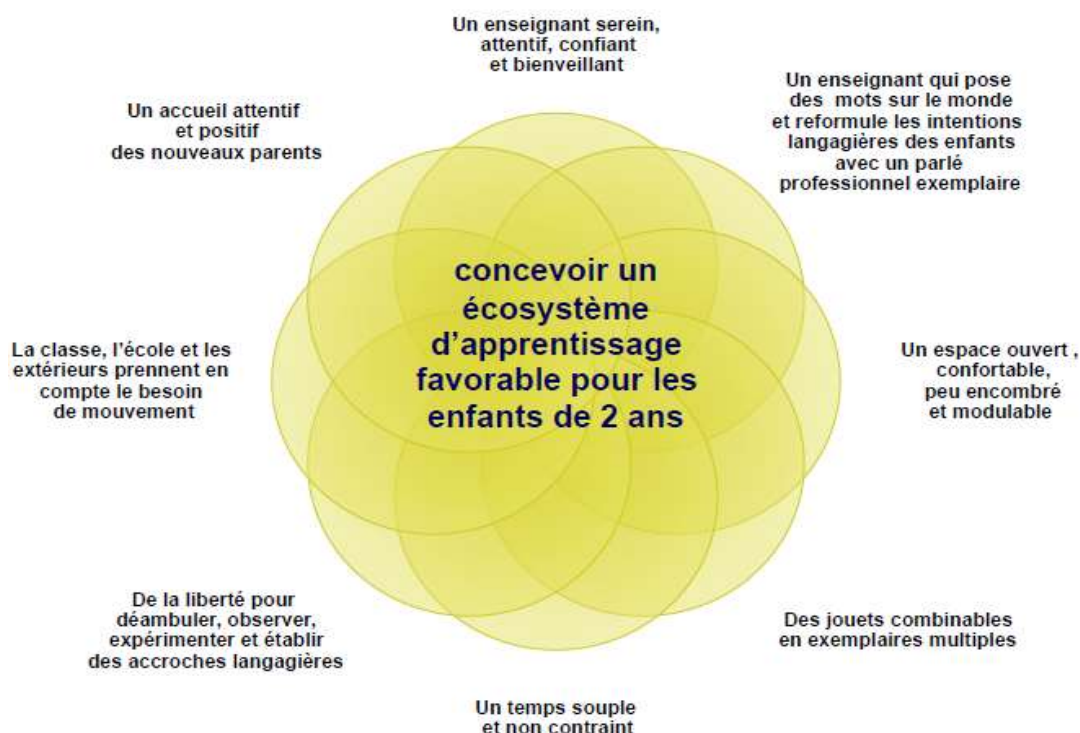 Un enseignant serein,
attentif, confiant
et bienveillant
Un enseignant qui pose
des mots sur le monde
et reformule les intentions
langagières des enfants
avec un parlé
professionnel exemplaire
Un espace ouvert ,
confortable,
peu encombré
et modulable
Des jouets combinables
en exemplaires multiples
Un temps souple
et non contraint
De la liberté pour
déambuler, observer,
expérimenter et établir
des accroches langagières
La classe, l'école et les
extérieurs prennent en
compte le besoin
de mouvement
Un accueil attentif
et positif
des nouveaux parents
concevoir un
écosystème
d'apprentissage
favorable pour les
enfants de 2 ans